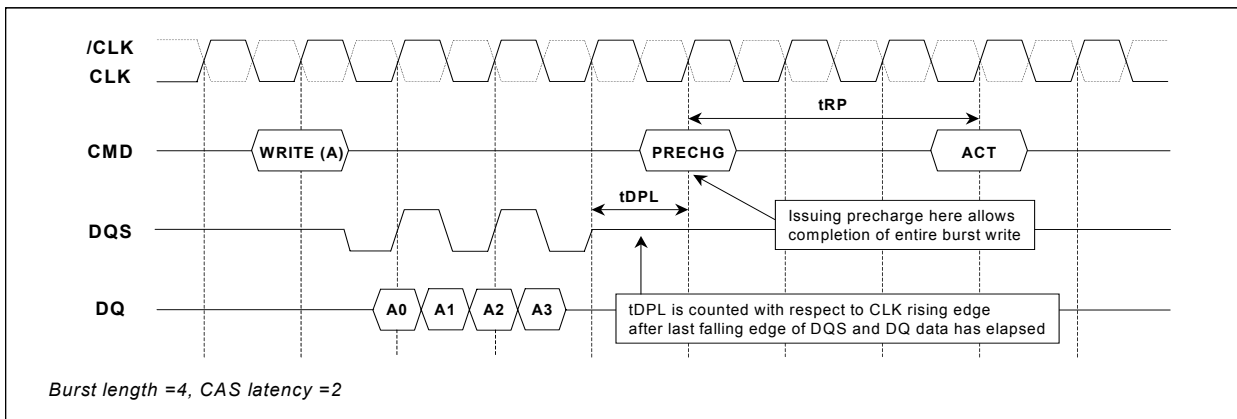 /CLK
CLK
tRP
CMD
WRITE (A)
PRECHG
ACT
tDPL
Issuing precharge here allows
completion of entire burst write
DQS
DQ
A0
A1
A2
A3
tDPL is counted with respect to CLK rising edge
after last falling edge of DQS and DQ data has elapsed
Burst length =4, CAS latency =2